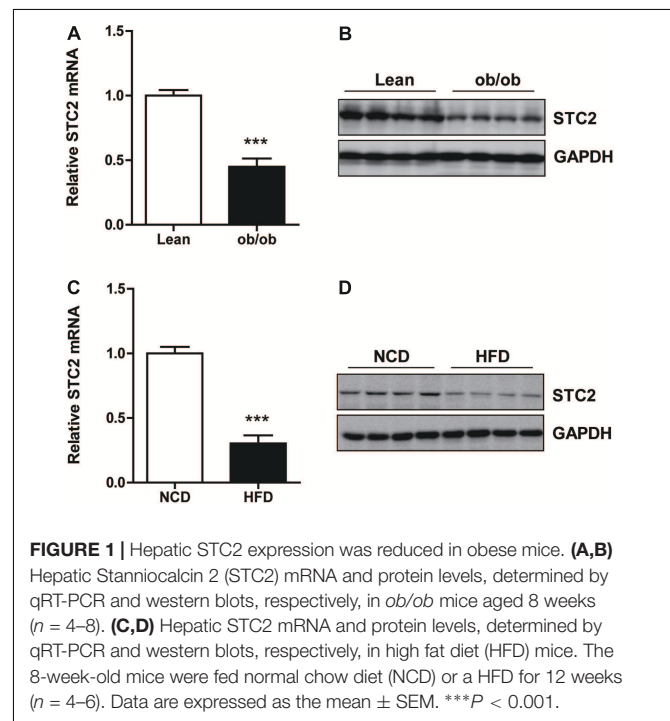 A
Relative STC2 mRNA
1.5
1.0
0.5
0.0
***
Lean
ob/ob
B
Lean
ob/ob
STC2
GAPDH
C
Relative STC2 mRNA
1.5
1.0
0.5
0.0
***
NCD
HFD
D
NCD
HFD
STC2
GAPDH
FIGURE 1 | Hepatic STC2 expression was reduced in obese mice. (A,B)
Hepatic Stanniocalcin 2 (STC2) mRNA and protein levels, determined by
qRT-PCR and western blots, respectively, in ob/ob mice aged 8 weeks
(n = 4–8). (C,D) Hepatic STC2 mRNA and protein levels, determined by
qRT-PCR and western blots, respectively, in high fat diet (HFD) mice. The
8-week-old mice were fed normal chow diet (NCD) or a HFD for 12 weeks
(n = 4–6). Data are expressed as the mean ± SEM. ***P < 0.001.